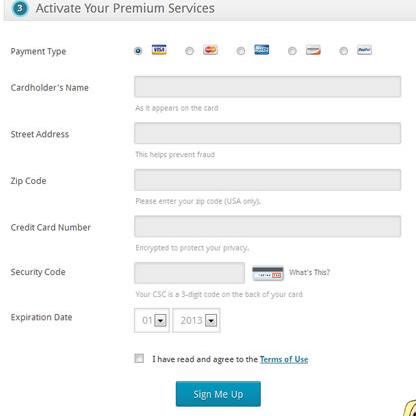 3 Activate Your Premium Services
Payment Type VISA MasterCard PayPal
Cardholder's Name
As it appears on the card
Street Address
This helps prevent fraud
Zip Code
Please enter your zip code (USA only).
Credit Card Number
Encrypted to protect your privacy.
Security Code What's This?
Your CSC is a 3-digit code on the back of your card
Expiration Date 01 2013
I have read and agree to the Terms of Use
Sign Me Up